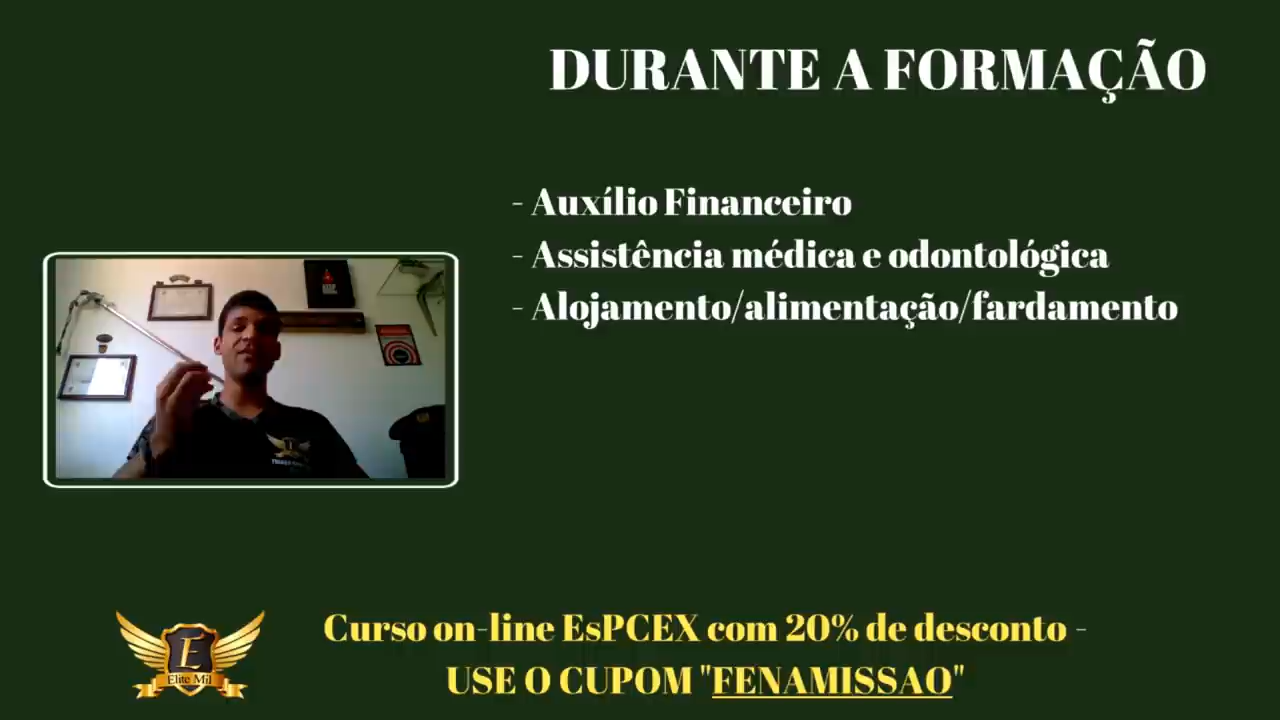 DURANTE A FORMAÇÃO
- Auxílio Financeiro
- Assistência médica e odontológica
- Alojamento/alimentação/fardamento
KEEP
E
E
Elite Mil
Curso on-line EsPCEX com 20% de desconto -
USE O CUPOM "FENAMISSAO"